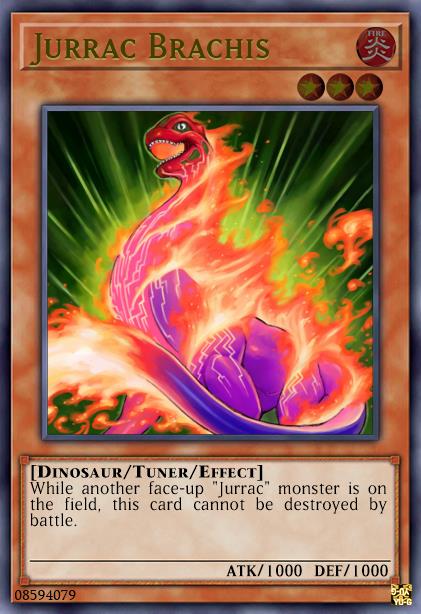 Jurrac Brachis
FIRE
炎
[Dinosaur/Tuner/Effect]
While another face-up "Jurrac" monster is on
the field, this card cannot be destroyed by
battle.
ATK/1000 DEF/1000
08594079